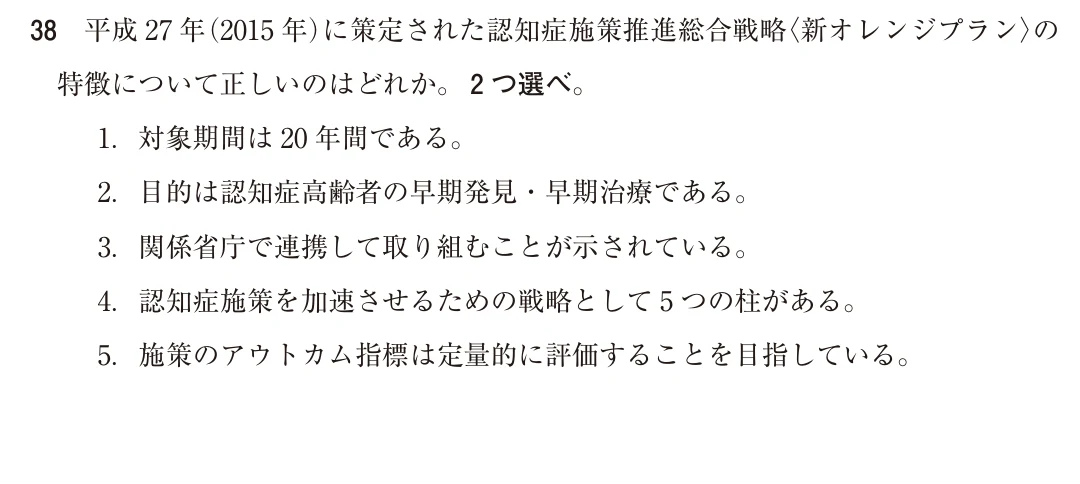 38 平成27年(2015年)に策定された認知症施策推進総合戦略〈新オレンジプラン〉の
特徴について正しいのはどれか。2つ選べ。
1. 対象期間は20年間である。
2. 目的は認知症高齢者の早期発見・早期治療である。
3. 関係省庁で連携して取り組むことが示されている。
4. 認知症施策を加速させるための戦略として5つの柱がある。
5. 施策のアウトカム指標は定量的に評価することを目指している。